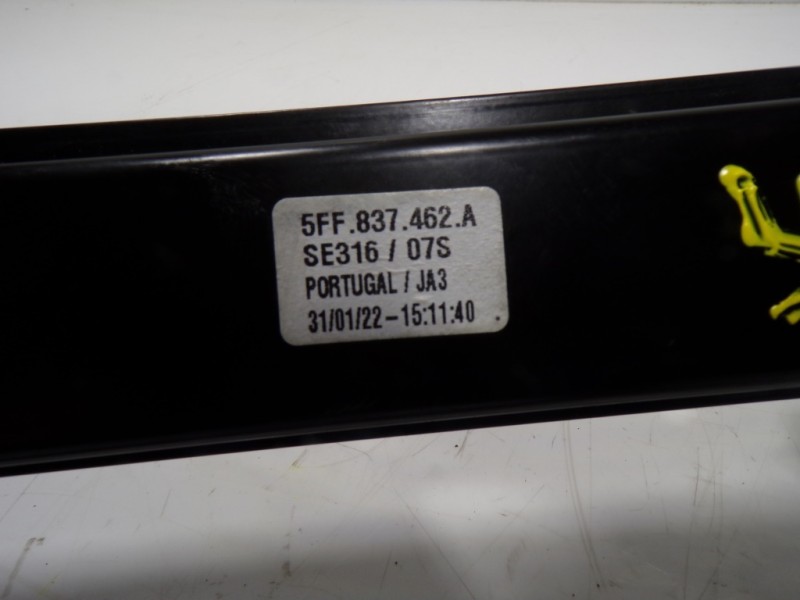 5FF.837.462.A
SE316 / 07S
PORTUGAL / JA3
31/01/22-15:11:40